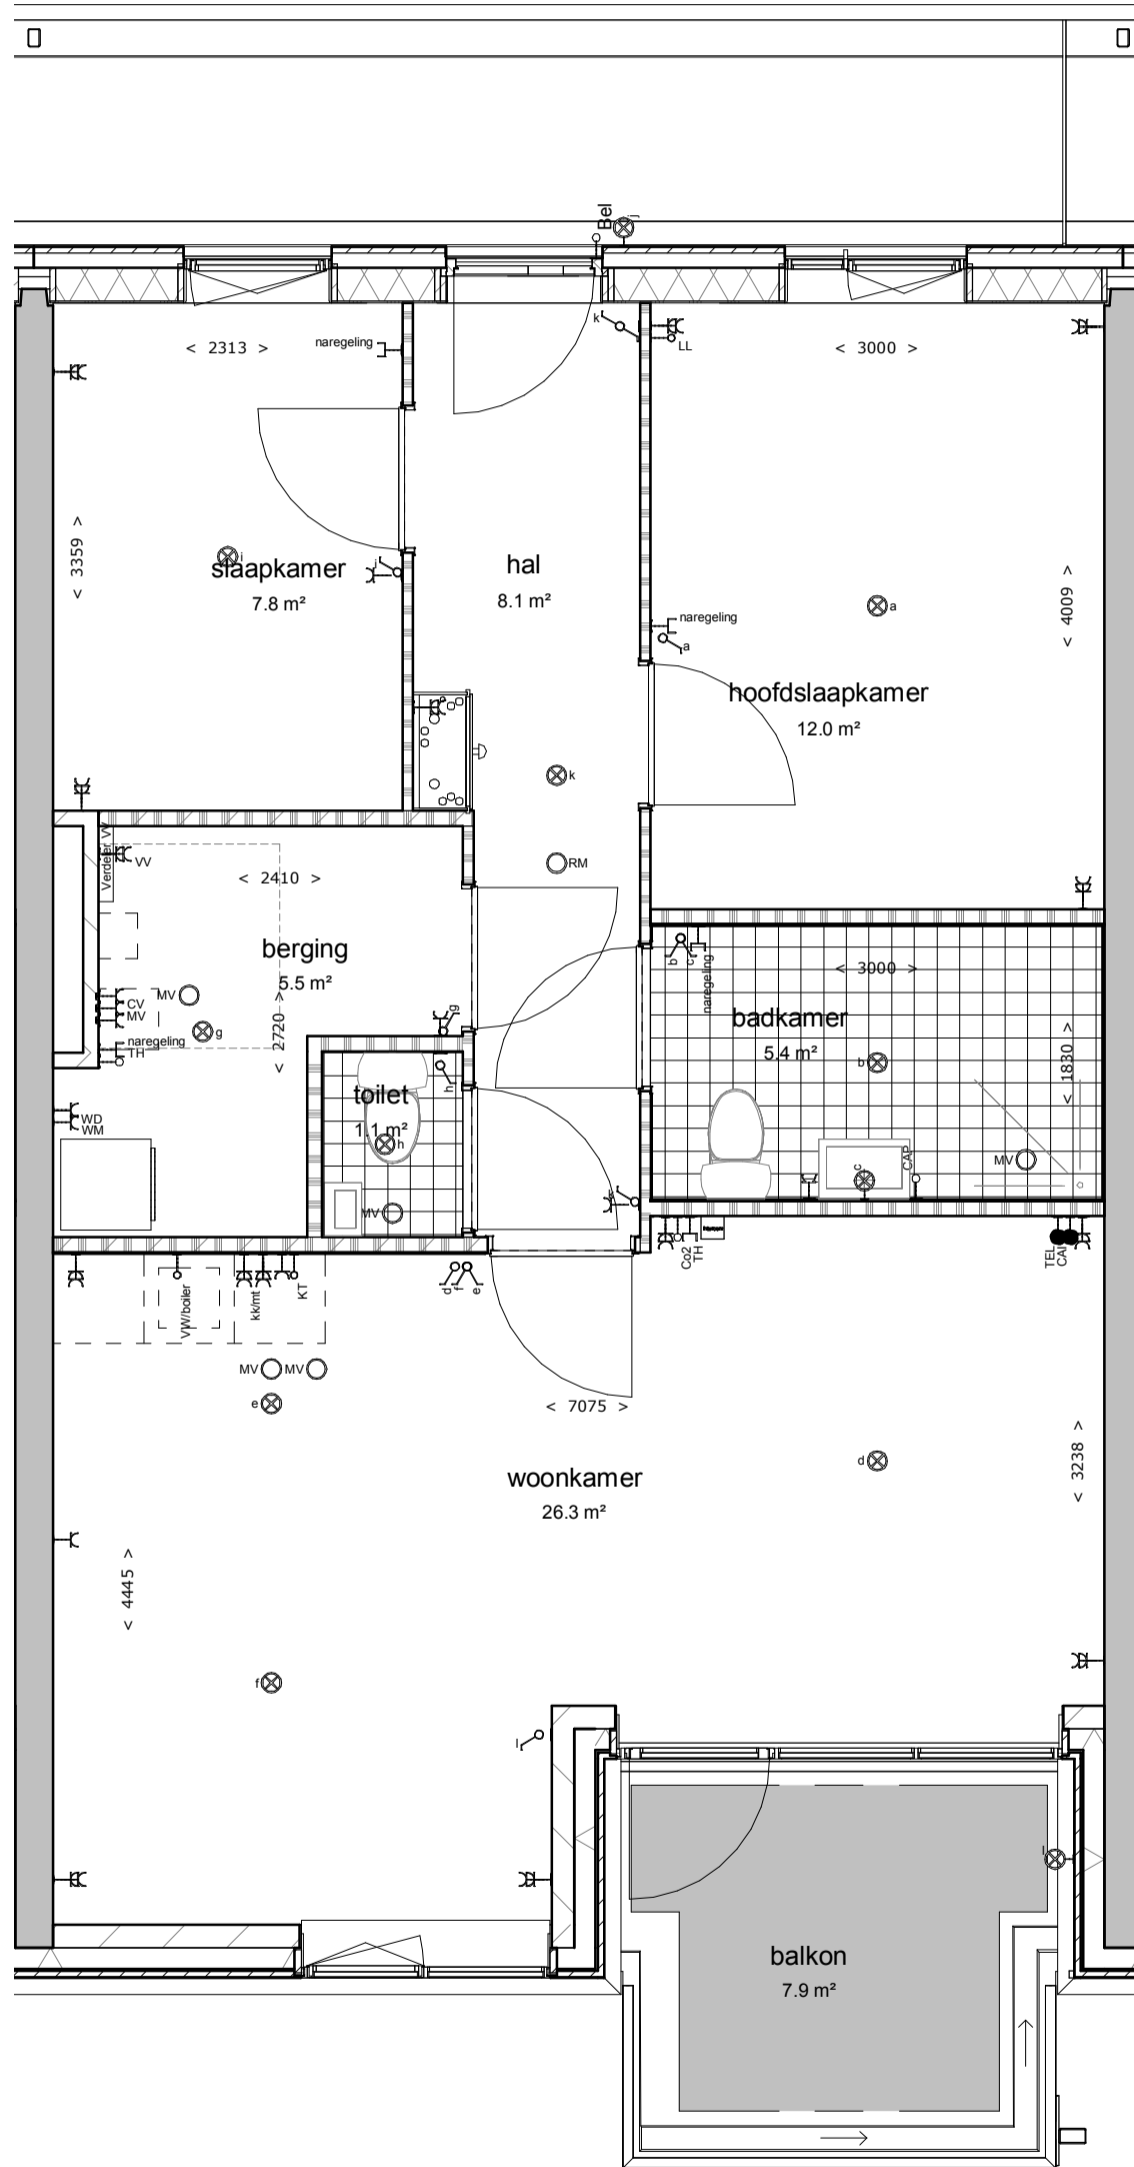 Bel
j
< 2313 >
naregeling
k
LL
< 3000 >
< 3359 >
i
slaapkamer
7.8 m²
i
hal
8.1 m²
a
< 4009 >
naregeling
a
hoofdslaapkamer
12.0 m²
k
RM
Verdeler VV
VV
< 2410 >
berging
5.5 m²
MV
CV
MV
g
naregeling
TH
< 2720 >
g
WD
WM
toilet
1.1 m²
h
h
MV
b
c
naregeling
< 3000 >
badkamer
5.4 m²
b
< 1830 >
MV
c
CAP
k
Co2
TH
TEL
CAI
VW/boiler
kk/mt
KT
d
f
e
MV
MV
e
< 7075 >
d
< 3238 >
woonkamer
26.3 m²
< 4445 >
f
l
l
balkon
7.9 m²